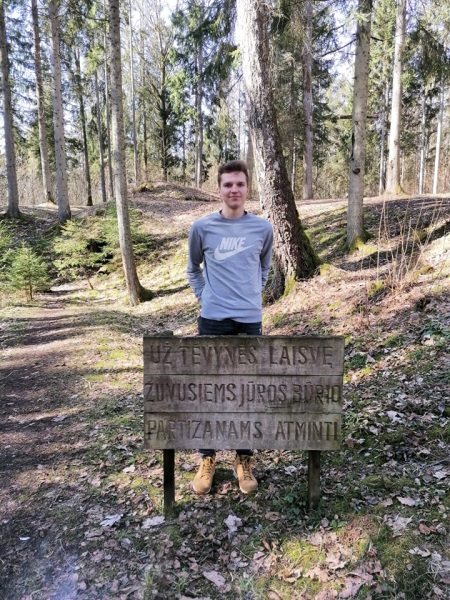 NIKE
UŽ TĖVYNĖS LAISVĘ
ŽUVUSIEMS JŪROS BŪRIO
PARTIZANAMS ATMINTI